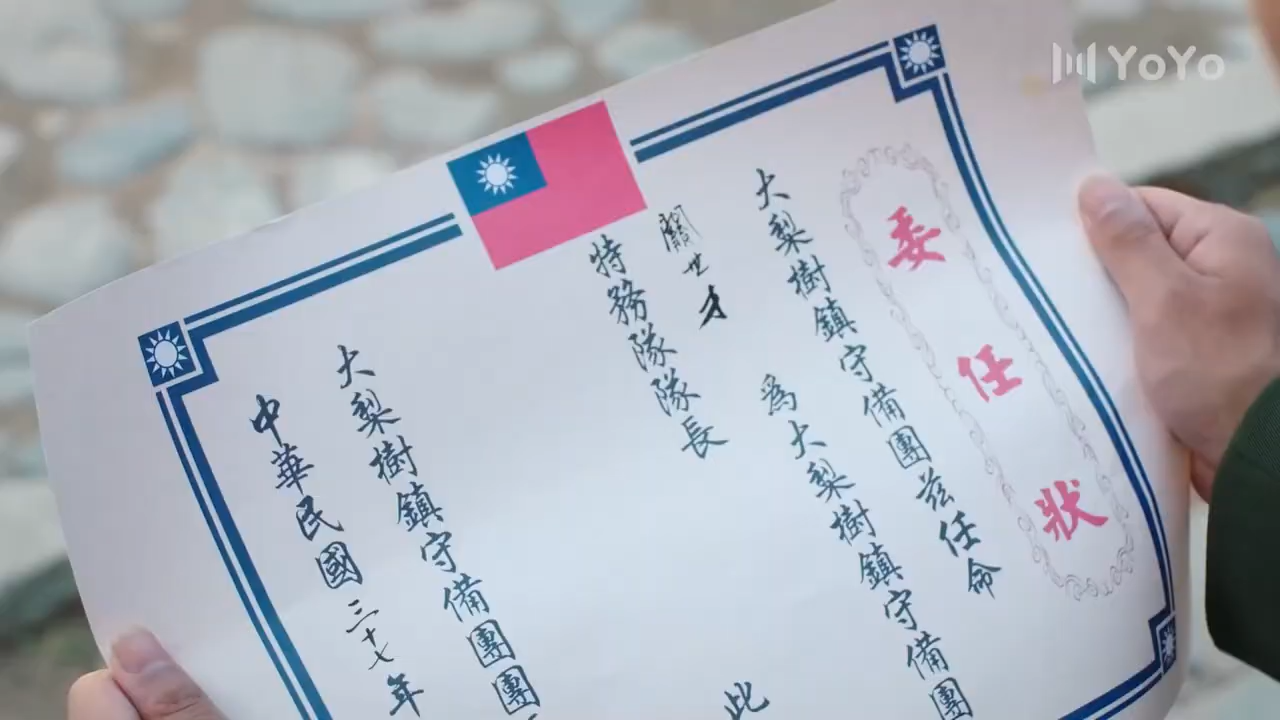 委任狀
大梨樹鎮守備團茲任命
關世才 為大梨樹鎮守備團
特務隊隊長
此
大梨樹鎮守備團團
中華民國三十七年
YoYo